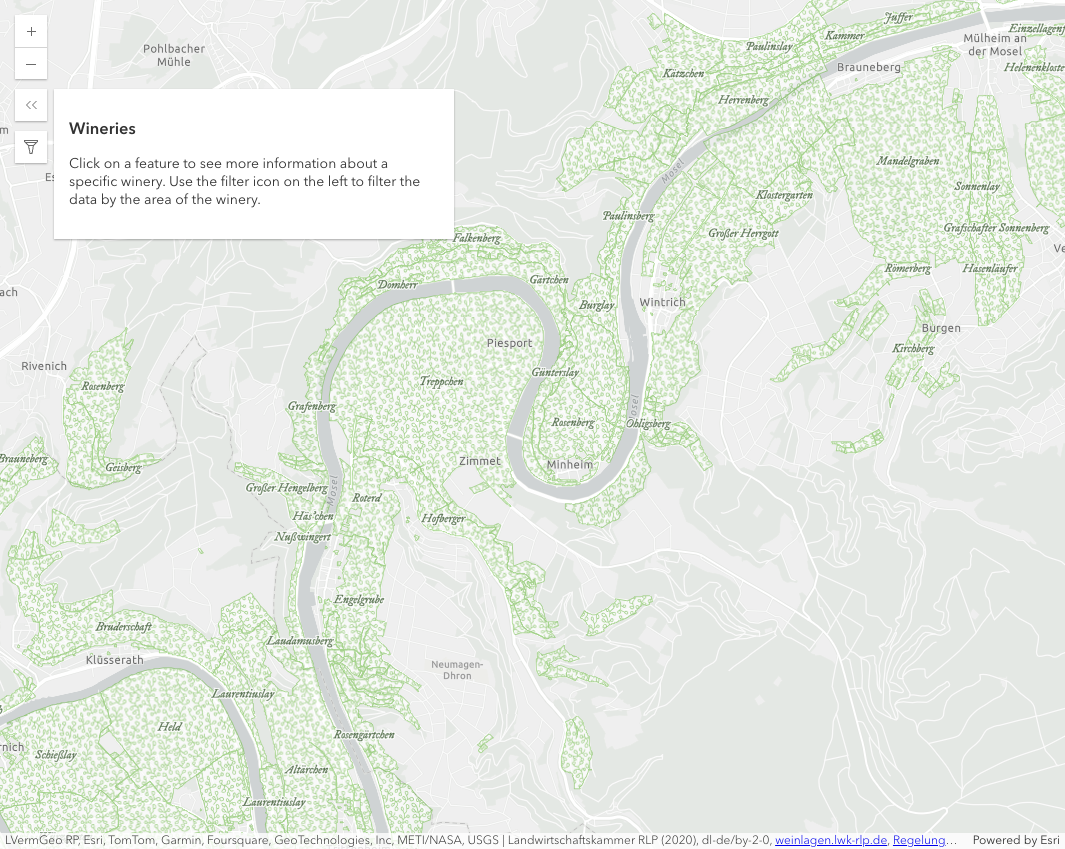 Juffer
Einzellagenf
Kammer
Mülheim an
der Mosel
Paulinslay
Pohlbacher
Mühle
Brauneberg
Helenenkloste
Kätzchen
Herrenberg
Wineries
Click on a feature to see more information about a
specific winery. Use the filter icon on the left to filter the
data by the area of the winery.
m
Es
Mandelgraben
Mosel
Sonnenlay
Klostergarten
Paulinsberg
Grafschafter Sonnenberg
Großer Herrgott
Falkenberg
Ve
Römerberg
Hasenläufer
Gärtchen
Domherr
ach
Wintrich
Burglay
Burgen
Piesport
Kirchberg
Rivenich
Günterslay
Treppchen
Rosenberg
Grafenberg
Mosel
Rosenberg
Ohligsberg
Brauneberg
Zimmet
Minheim
Geisberg
Großer Hengelberg
Mosel
Roterd
Häs'chen
Hofberger
Nußwingert
Engelgrube
Bruderschaft
Laudamusberg
Klüsserath
Neumagen-
Dhron
Laurentiuslay
Held
Rosengärtchen
rnich
Schießlay
Altärchen
Laurentiuslay
LVermGeo RP, Esri, TomTom, Garmin, Foursquare, GeoTechnologies, Inc, METI/NASA, USGS | Landwirtschaftskammer RLP (2020), dl-de/by-2-0, weinlagen.lwk-rlp.de, Regelung…
Powered by Esri